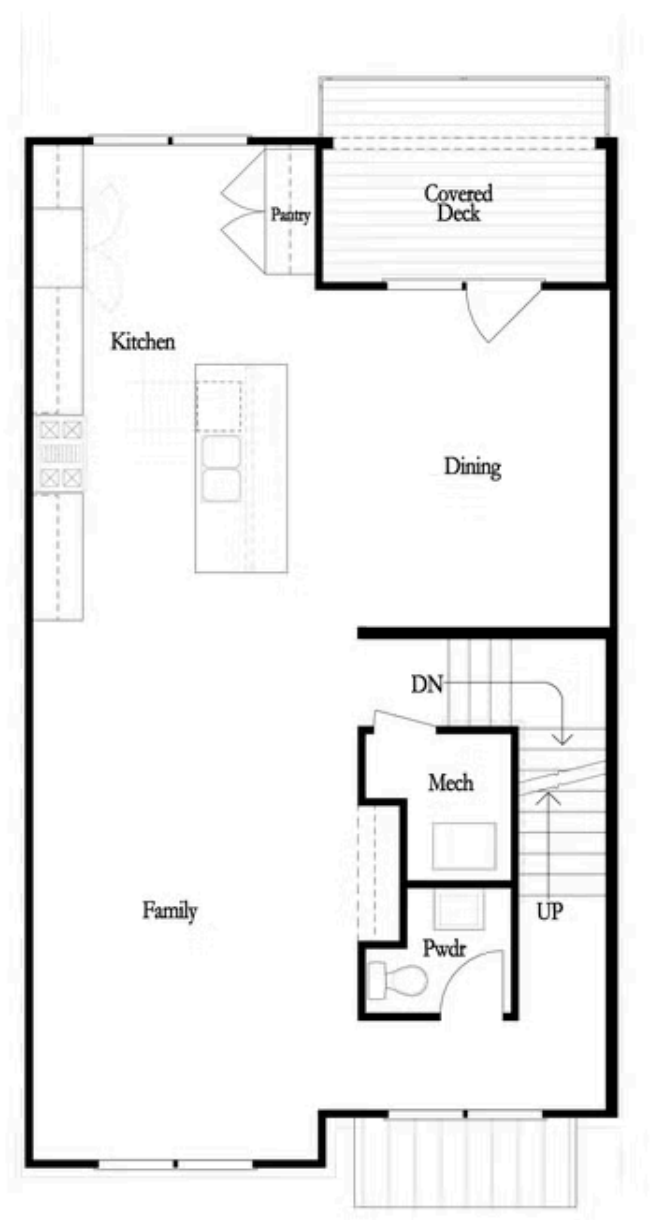 Covered
Deck
Pantry
Kitchen
Dining
DN
Mech
Family
UP
Pwdr